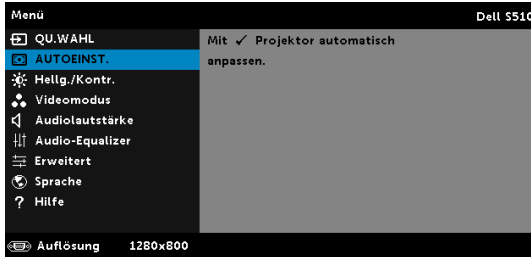 Menü
Dell S510
QU.WAHL
Mit ✓ Projektor automatisch
anpassen.
AUTOEINST.
Hellg./Kontr.
Videomodus
Audiolautstärke
Audio-Equalizer
Erweitert
Sprache
? Hilfe
Auflösung 1280x800